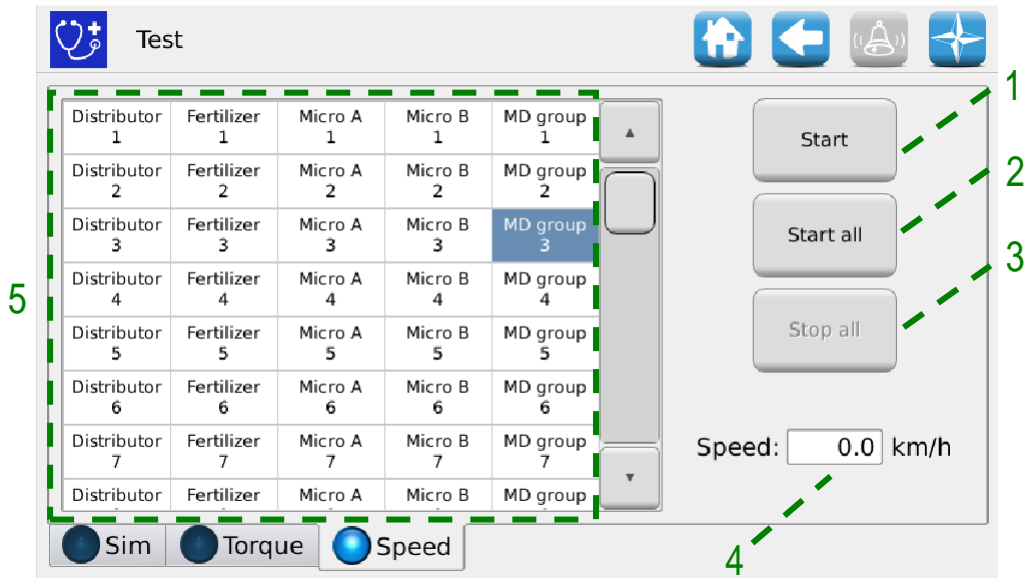 Test
1
2
3
5
4
Distributor Fertilizer Micro A Micro B MD group
1 1 1 1 1
Distributor Fertilizer Micro A Micro B MD group
2 2 2 2 2
Distributor Fertilizer Micro A Micro B MD group
3 3 3 3 3
Distributor Fertilizer Micro A Micro B MD group
4 4 4 4 4
Distributor Fertilizer Micro A Micro B MD group
5 5 5 5 5
Distributor Fertilizer Micro A Micro B MD group
6 6 6 6 6
Distributor Fertilizer Micro A Micro B MD group
7 7 7 7 7
Distributor Fertilizer Micro A Micro B MD group
Start
Start all
Stop all
Speed: 0.0 km/h
Sim Torque Speed